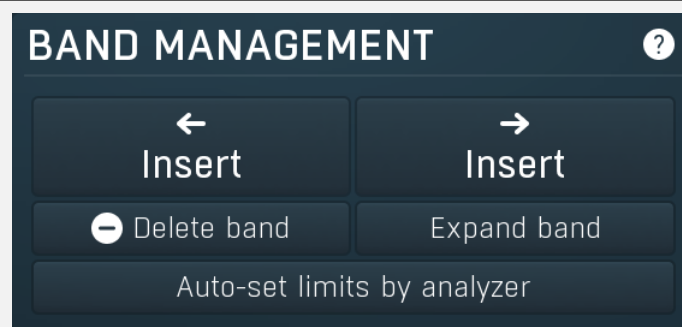 BAND MANAGEMENT ?
← →
Insert Insert
Delete band Expand band
Auto-set limits by analyzer